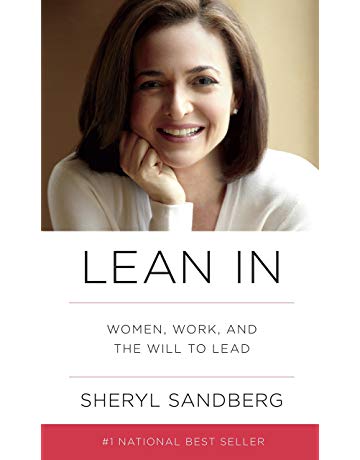 LEAN IN
WOMEN, WORK, AND
THE WILL TO LEAD
SHERYL SANDBERG
#1 NATIONAL BEST SELLER